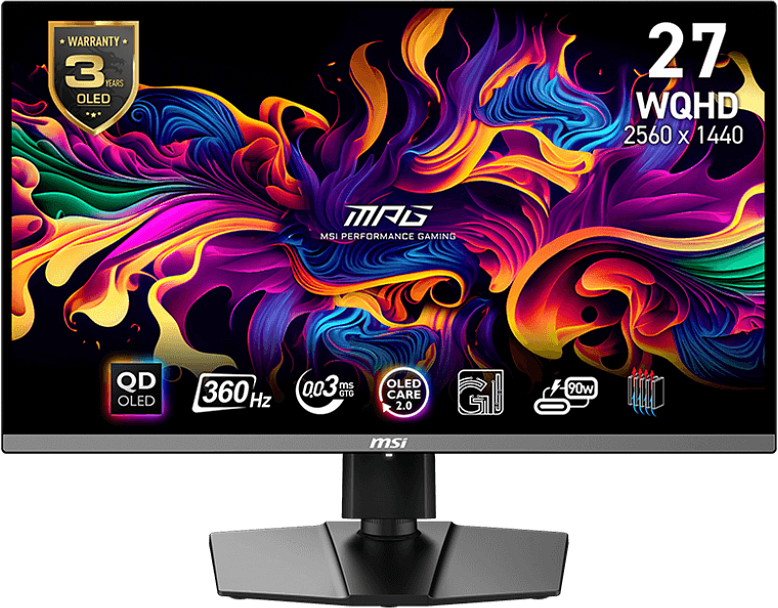 WARRANTY
3 YEARS
OLED
27
WQHD
2560 x 1440
MPG
MSI PERFORMANCE GAMING
QD
OLED
360Hz
0.03ms
GTG
OLED
CARE
2.0
GI
90W
msi